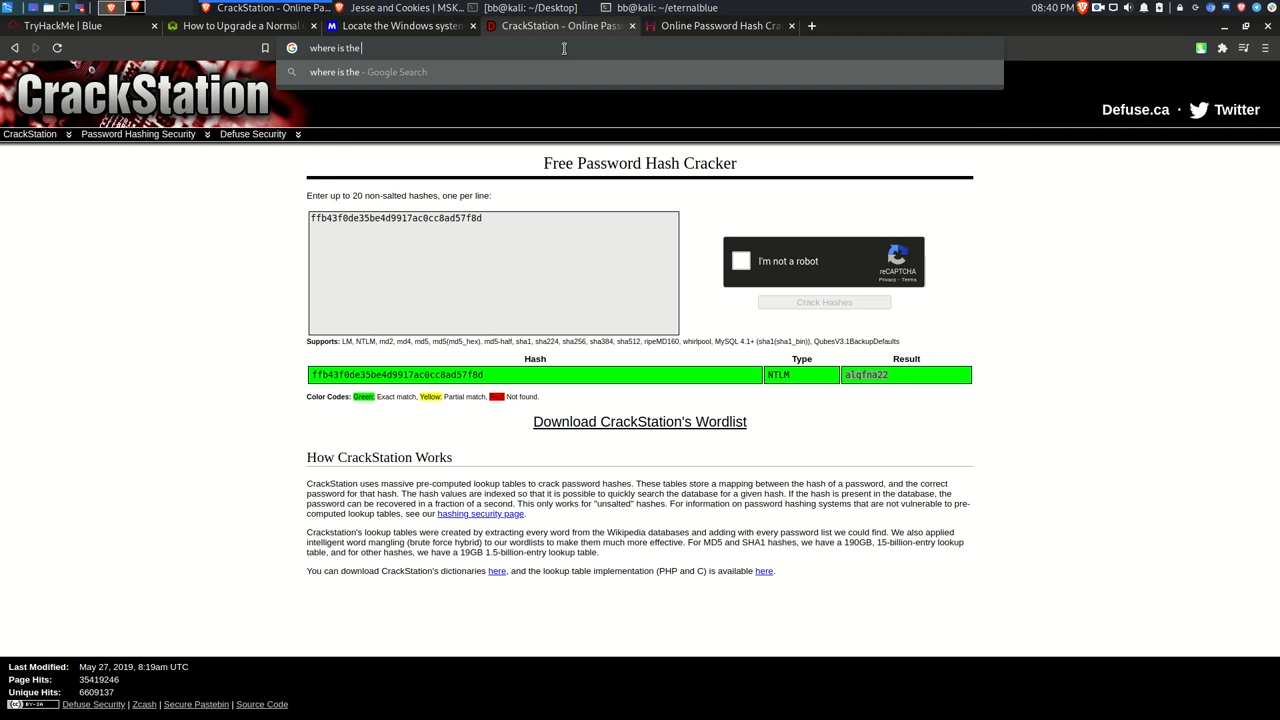 CrackStation - Online Pa... Jesse and Cookies | MSK... [bb@kali: ~/Desktop] bb@kali: ~/eternalblue 08:40 PM
TryHackMe | Blue How to Upgrade a Normal Locate the Windows system CrackStation - Online Pass Online Password Hash Cra
where is the
where is the - Google Search
CrackStation
Defuse.ca · Twitter
CrackStation Password Hashing Security Defuse Security
Free Password Hash Cracker
Enter up to 20 non-salted hashes, one per line:
ffb43f0de35be4d9917ac0cc8ad57f8d
I'm not a robot
reCAPTCHA
Privacy - Terms
Crack Hashes
Supports: LM, NTLM, md2, md4, md5, md5(md5_hex), md5-half, sha1, sha224, sha256, sha384, sha512, ripeMD160, whirlpool, MySQL 4.1+ (sha1(sha1_bin)), QubesV3.1BackupDefaults
Hash Type Result
ffb43f0de35be4d9917ac0cc8ad57f8d NTLM alqfna22
Color Codes: Green: Exact match, Yellow: Partial match, Red: Not found.
Download CrackStation's Wordlist
How CrackStation Works
CrackStation uses massive pre-computed lookup tables to crack password hashes. These tables store a mapping between the hash of a password, and the correct
password for that hash. The hash values are indexed so that it is possible to quickly search the database for a given hash. If the hash is present in the database, the
password can be recovered in a fraction of a second. This only works for "unsalted" hashes. For information on password hashing systems that are not vulnerable to pre-
computed lookup tables, see our hashing security page.
Crackstation's lookup tables were created by extracting every word from the Wikipedia databases and adding with every password list we could find. We also applied
intelligent word mangling (brute force hybrid) to our wordlists to make them much more effective. For MD5 and SHA1 hashes, we have a 190GB, 15-billion-entry lookup
table, and for other hashes, we have a 19GB 1.5-billion-entry lookup table.
You can download CrackStation's dictionaries here, and the lookup table implementation (PHP and C) is available here.
Last Modified: May 27, 2019, 8:19am UTC
Page Hits: 35419246
Unique Hits: 6609137
CC BY-SA Defuse Security | Zcash | Secure Pastebin | Source Code